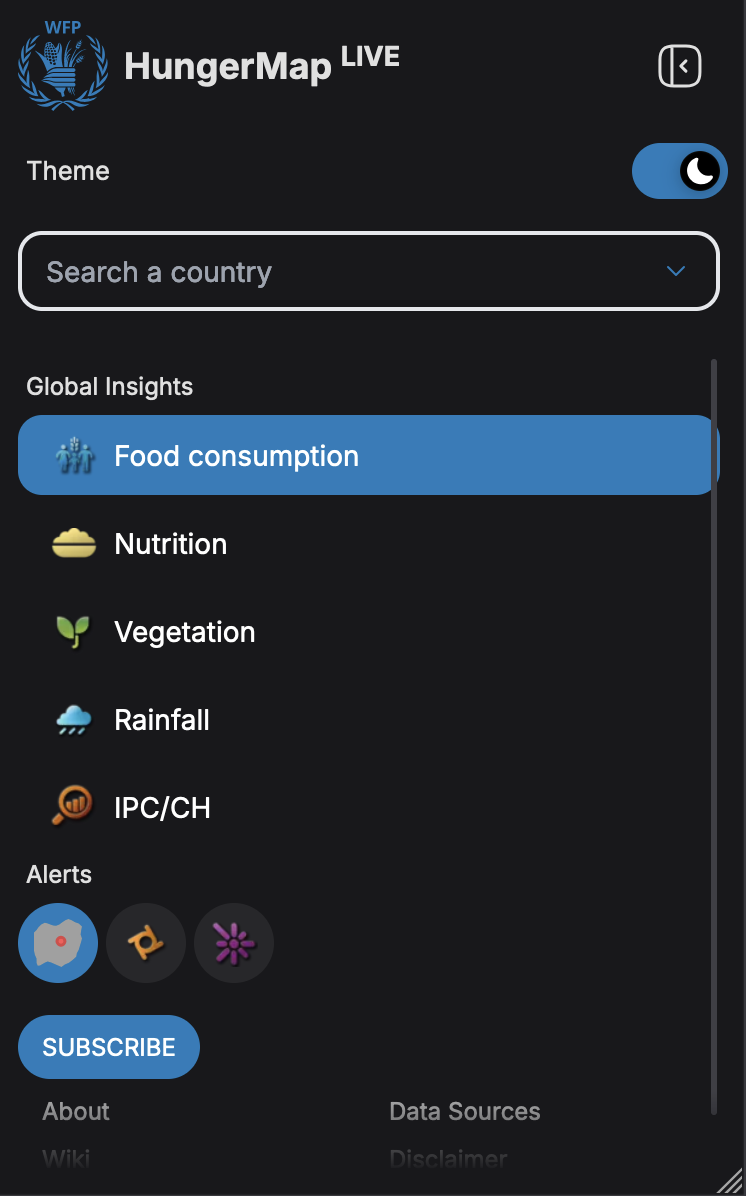 WFP
HungerMap LIVE
Theme
Search a country
Global Insights
Food consumption
Nutrition
Vegetation
Rainfall
IPC/CH
Alerts
SUBSCRIBE
About
Data Sources
Wiki
Disclaimer